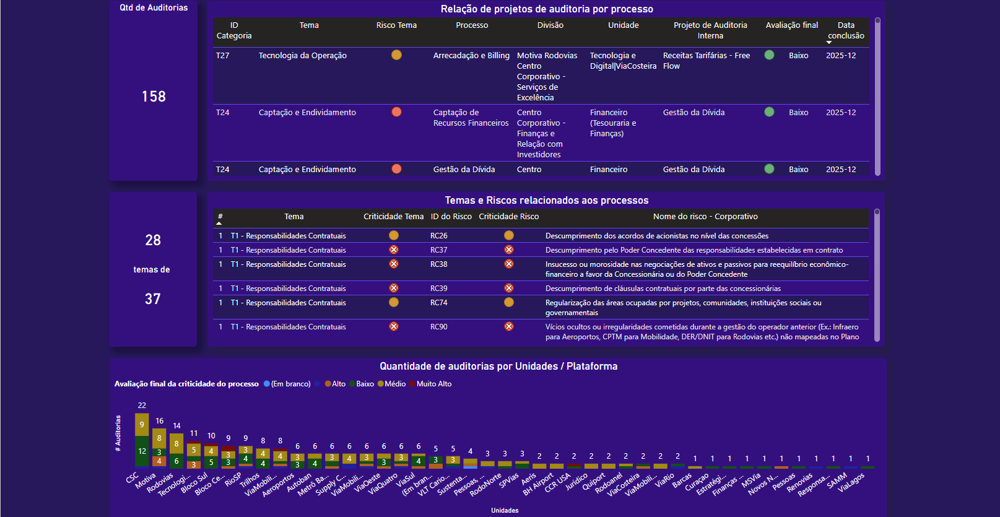 Qtd de Auditorias
158
Relação de projetos de auditoria por processo
ID Categoria Tema Risco Tema Processo Divisão Unidade Projeto de Auditoria Interna Avaliação final Data conclusão
T27 Tecnologia da Operação Arrecadação e Billing Motiva Rodovias Centro Corporativo - Serviços de Excelência Tecnologia e Digital|ViaCosteira Receitas Tarifárias - Free Flow Baixo 2025-12
T24 Captação e Endividamento Captação de Recursos Financeiros Centro Corporativo - Finanças e Relação com Investidores Financeiro (Tesouraria e Finanças) Gestão da Dívida Baixo 2025-12
T24 Captação e Endividamento Gestão da Dívida Centro Financeiro Gestão da Dívida Baixo 2025-12
28
temas de
37
Temas e Riscos relacionados aos processos
# Tema Criticidade Tema ID do Risco Criticidade Risco Nome do risco - Corporativo
1 T1 - Responsabilidades Contratuais RC26 Descumprimento dos acordos de acionistas no nível das concessões
1 T1 - Responsabilidades Contratuais RC37 Descumprimento pelo Poder Concedente das responsabilidades estabelecidas em contrato
1 T1 - Responsabilidades Contratuais RC38 Insucesso ou morosidade nas negociações de ativos e passivos para reequilíbrio econômico-
financeiro a favor da Concessionária ou do Poder Concedente
1 T1 - Responsabilidades Contratuais RC39 Descumprimento de cláusulas contratuais por parte das concessionárias
1 T1 - Responsabilidades Contratuais RC74 Regularização das áreas ocupadas por projetos, comunidades, instituições sociais ou
governamentais
1 T1 - Responsabilidades Contratuais RC90 Vícios ocultos ou irregularidades cometidas durante a gestão do operador anterior (Ex.: Infraero
para Aeroportos, CPTM para Mobilidade, DER/DNIT para Rodovias etc.) não mapeadas no Plano
Quantidade de auditorias por Unidades / Plataforma
Avaliação final da criticidade do processo (Em branco) Alto Baixo Médio Muito Alto
# Auditorias
22 16 14 11 10 9 9 8 8 6 6 6 6 6 6 6 6 5 5 4 3 3 3 2 2 2 2 2 2 2 2 2 1 1 1 1 1 1 1 1 1 1 1
9 8 8 5 4 3 3 4 4 3 3 4 3 3 3
12 3 6 5 3 4 4 3 4 3 4 3
4 3
CSC Motiva Rodovias Tecnologi... Bloco Sul Bloco Ce... RioSP Trilhos ViaMobili... Aeroportos Autoban Metrô Ba... Supply C... ViaMobili... ViaOeste ViaQuatro ViaSul (Em bran... VLT Cario... Sustenta... Pessoas, ... RodoNorte SPVias Aeris BH Airport CCR USA Jurídico Quiport Rodoanel ViaCosteira ViaMobili... ViaRio Barcas Curaçao Estratégi... Finanças ... MSVia Novos N... Pessoas Renovias Responsa... SAMM ViaLagos
Unidades